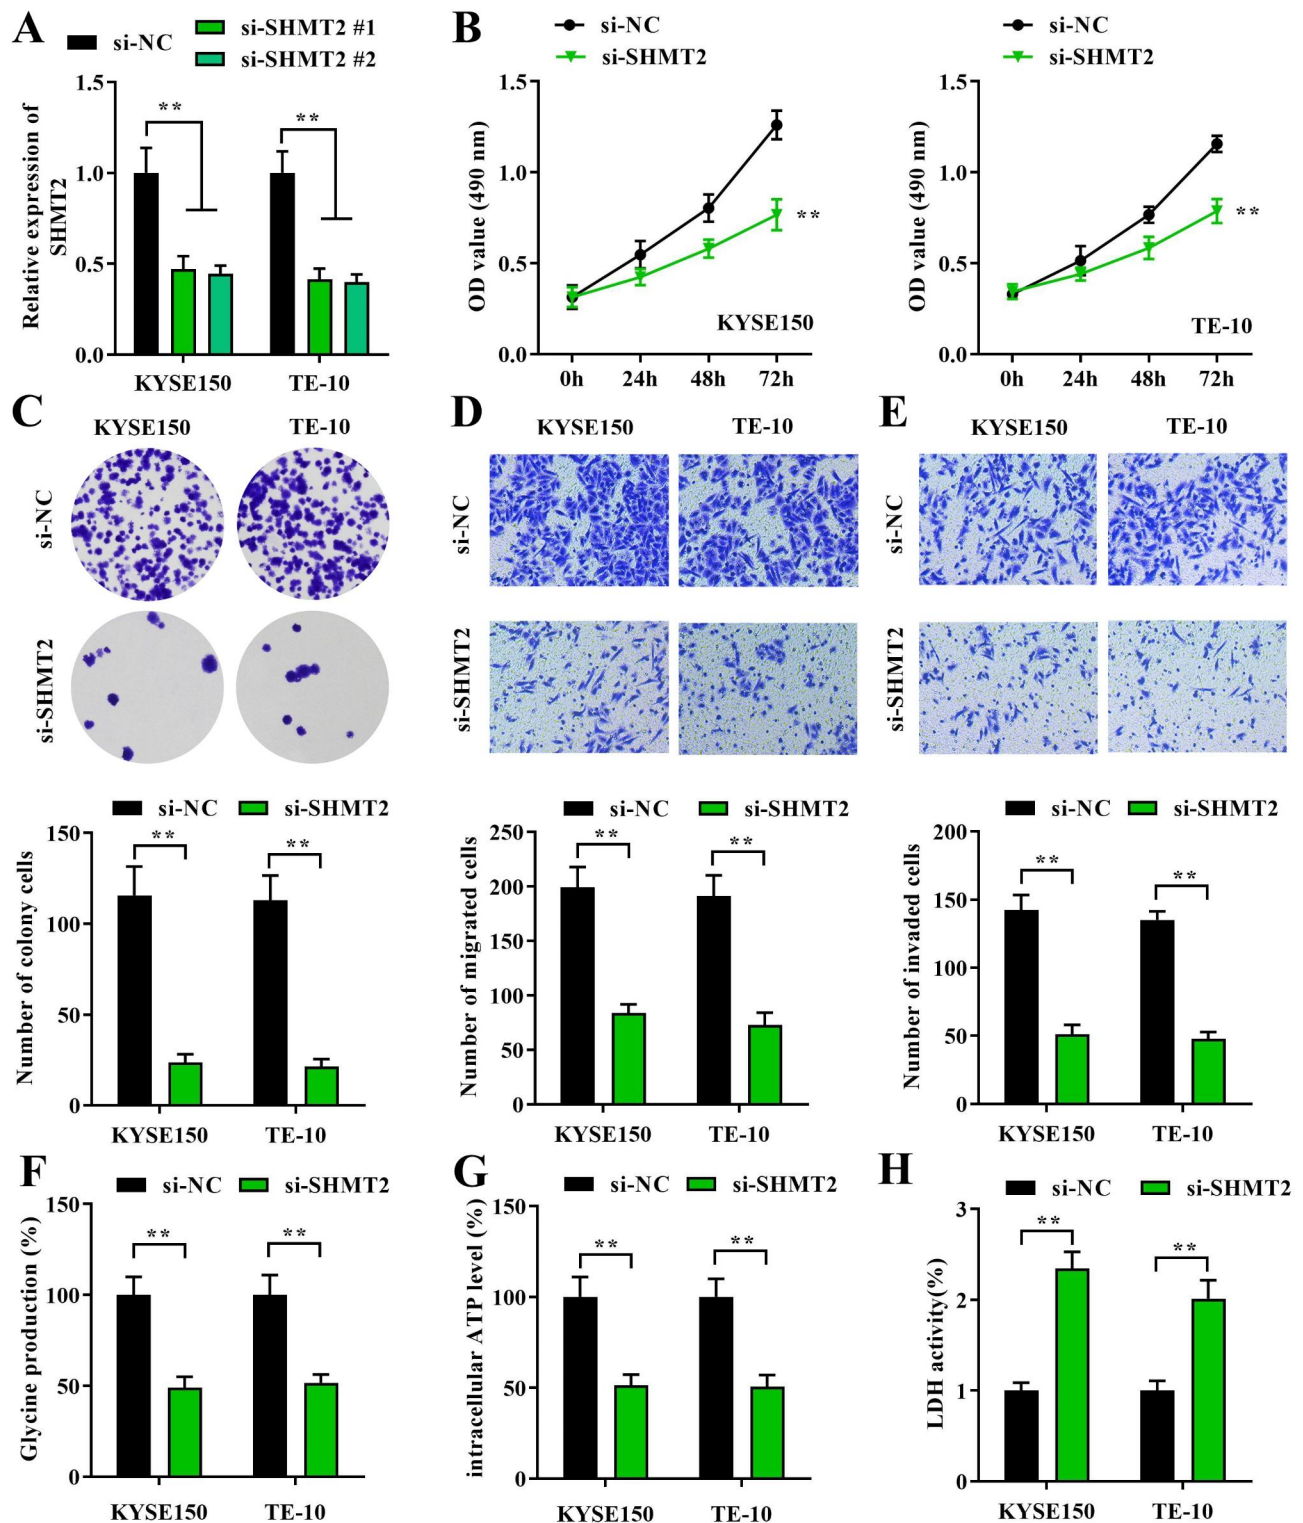 A
si-NC
si-SHMT2 #1
si-SHMT2 #2
Relative expression of
SHMT2
1.5
1.0
0.5
0.0
**
**
KYSE150
TE-10
B
si-NC
si-SHMT2
OD value (490 nm)
1.5
1.0
0.5
0.0
**
KYSE150
0h
24h
48h
72h
si-NC
si-SHMT2
OD value (490 nm)
1.5
1.0
0.5
0.0
**
TE-10
0h
24h
48h
72h
C
KYSE150
TE-10
si-NC
si-SHMT2
si-NC
si-SHMT2
Number of colony cells
150
100
50
0
**
**
KYSE150
TE-10
D
KYSE150
TE-10
si-NC
si-SHMT2
si-NC
si-SHMT2
Number of migrated cells
250
200
150
100
50
0
**
**
KYSE150
TE-10
E
KYSE150
TE-10
si-NC
si-SHMT2
si-NC
si-SHMT2
Number of invaded cells
200
150
100
50
0
**
**
KYSE150
TE-10
F
si-NC
si-SHMT2
Glycine production (%)
150
100
50
0
**
**
KYSE150
TE-10
G
si-NC
si-SHMT2
intracellular ATP level (%)
150
100
50
0
**
**
KYSE150
TE-10
H
si-NC
si-SHMT2
LDH activity(%)
3
2
1
0
**
**
KYSE150
TE-10